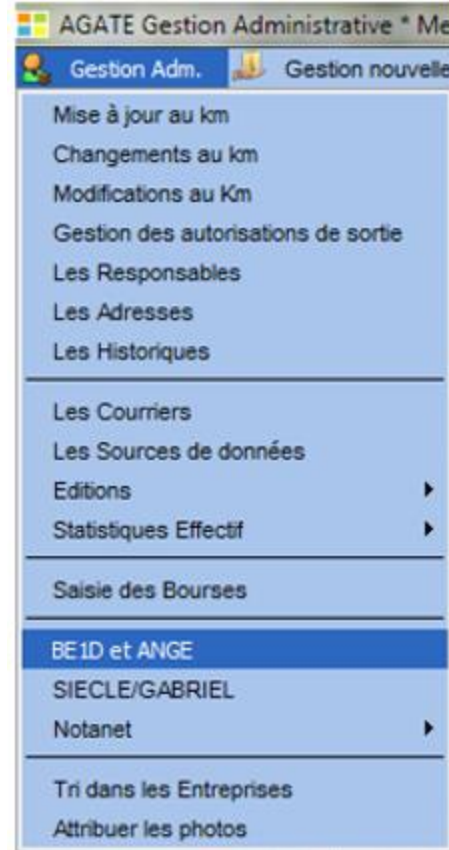 AGATE Gestion Administrative * Me
Gestion Adm. Gestion nouvelle
Mise à jour au km
Changements au km
Modifications au Km
Gestion des autorisations de sortie
Les Responsables
Les Adresses
Les Historiques
Les Courriers
Les Sources de données
Editions
Statistiques Effectif
Saisie des Bourses
BE1D et ANGE
SIECLE/GABRIEL
Notanet
Tri dans les Entreprises
Attribuer les photos